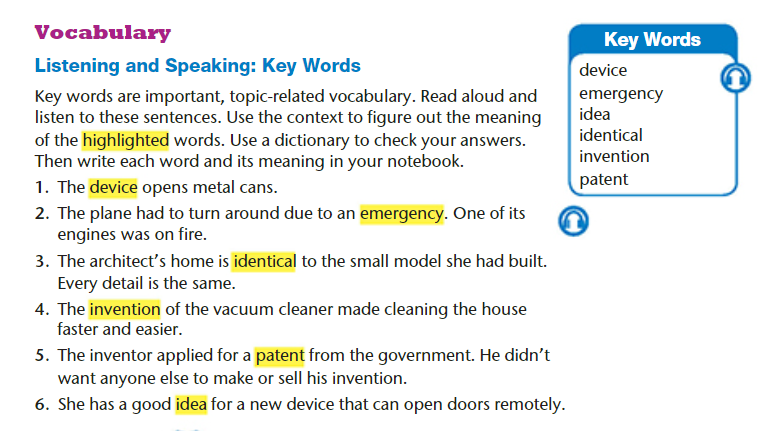 Vocabulary
Listening and Speaking: Key Words
Key words are important, topic-related vocabulary. Read aloud and
listen to these sentences. Use the context to figure out the meaning
of the highlighted words. Use a dictionary to check your answers.
Then write each word and its meaning in your notebook.
1. The device opens metal cans.
2. The plane had to turn around due to an emergency. One of its
engines was on fire.
3. The architect’s home is identical to the small model she had built.
Every detail is the same.
4. The invention of the vacuum cleaner made cleaning the house
faster and easier.
5. The inventor applied for a patent from the government. He didn’t
want anyone else to make or sell his invention.
6. She has a good idea for a new device that can open doors remotely.
Key Words
device
emergency
idea
identical
invention
patent